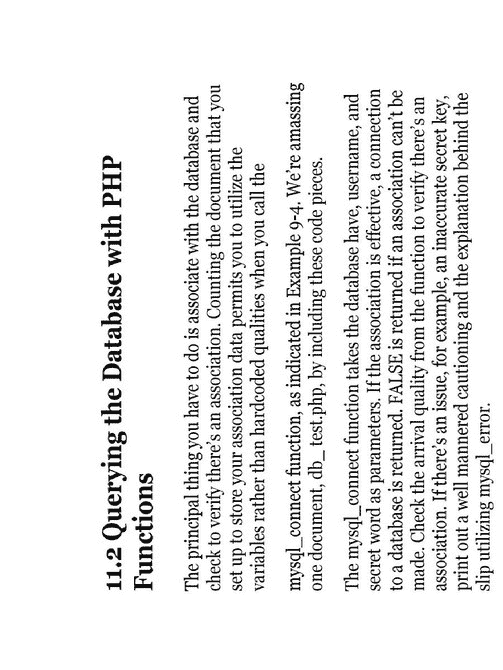 11.2 Querying the Database with PHP
Functions
The principal thing you have to do is associate with the database and
check to verify there's an association. Counting the document that you
set up to store your association data permits you to utilize the
variables rather than hardcoded qualities when you call the
mysql_connect function, as indicated in Example 9-4. We're amassing
one document, db_ test.php, by including these code pieces.
The mysql_connect function takes the database have, username, and
secret word as parameters. If the association is effective, a connection
to a database is returned. FALSE is returned if an association can't be
made. Check the arrival quality from the function to verify there's an
association. If there's an issue, for example, an inaccurate secret key,
print out a well mannered cautioning and the explanation behind the
slip utilizing mysql_error.